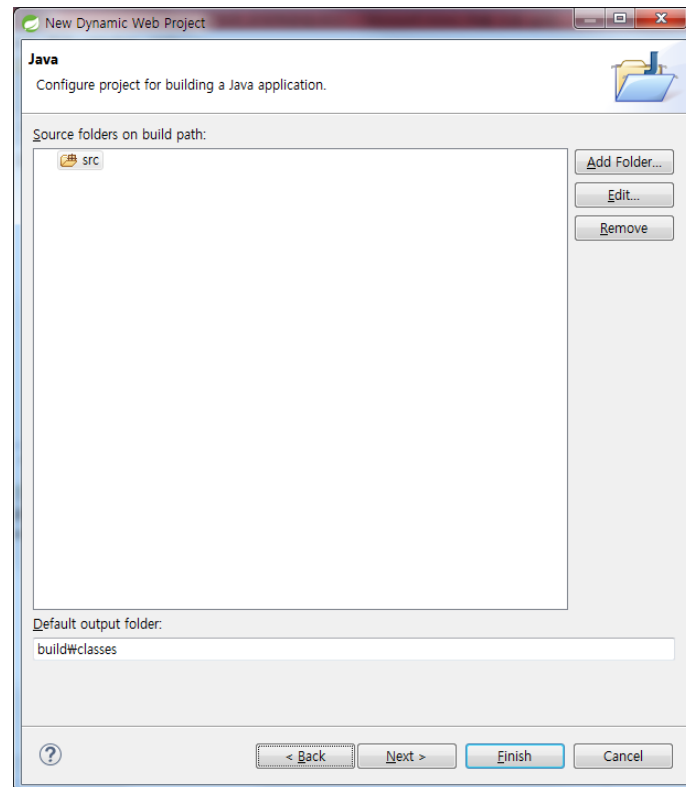 New Dynamic Web Project
Java
Configure project for building a Java application.
Source folders on build path:
src
Add Folder...
Edit...
Remove
Default output folder:
build₩classes
?
< Back
Next >
Finish
Cancel